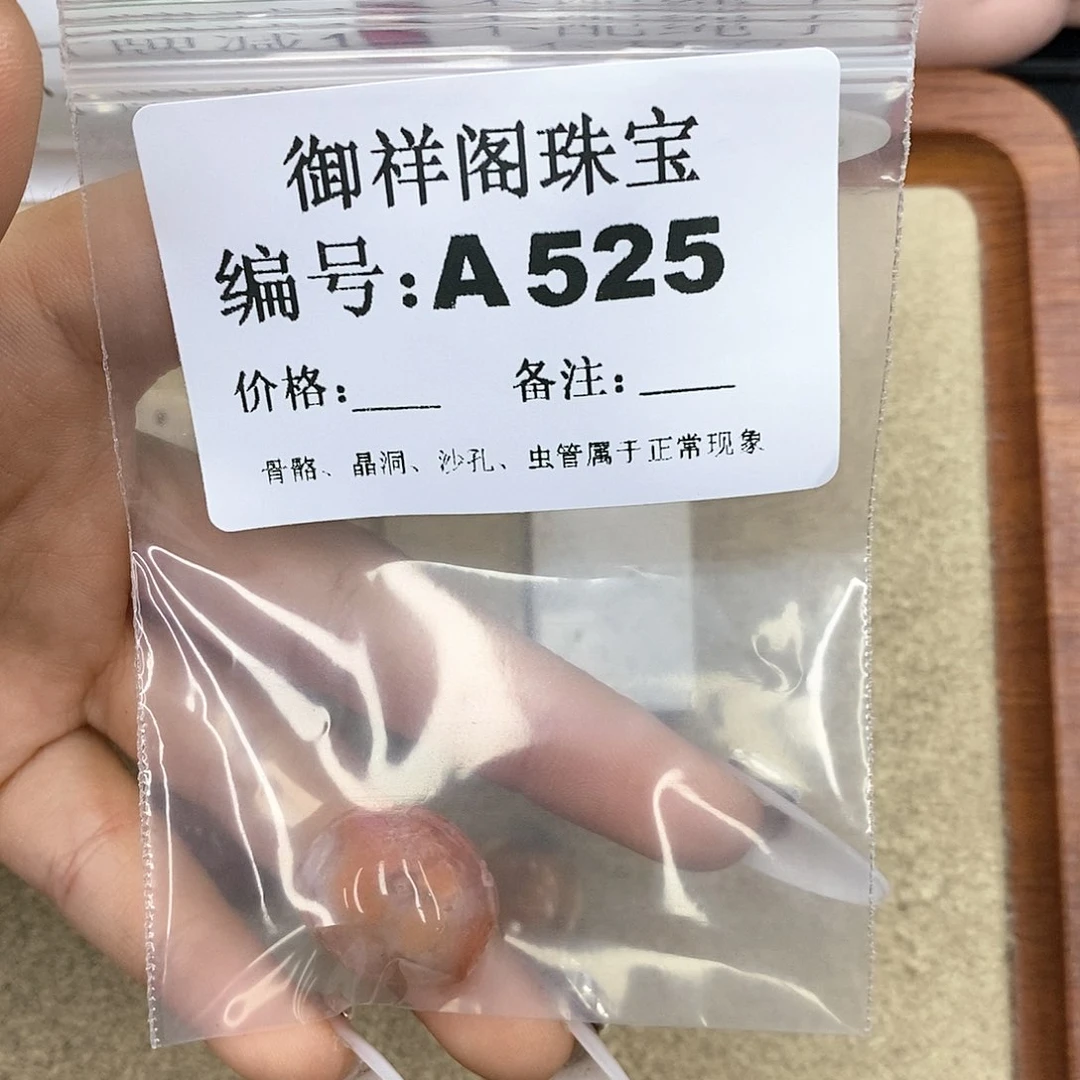 御祥阁珠宝
编号:A525
价格:____ 备注:____
骨骼、晶洞、沙孔、虫管属于正常现象